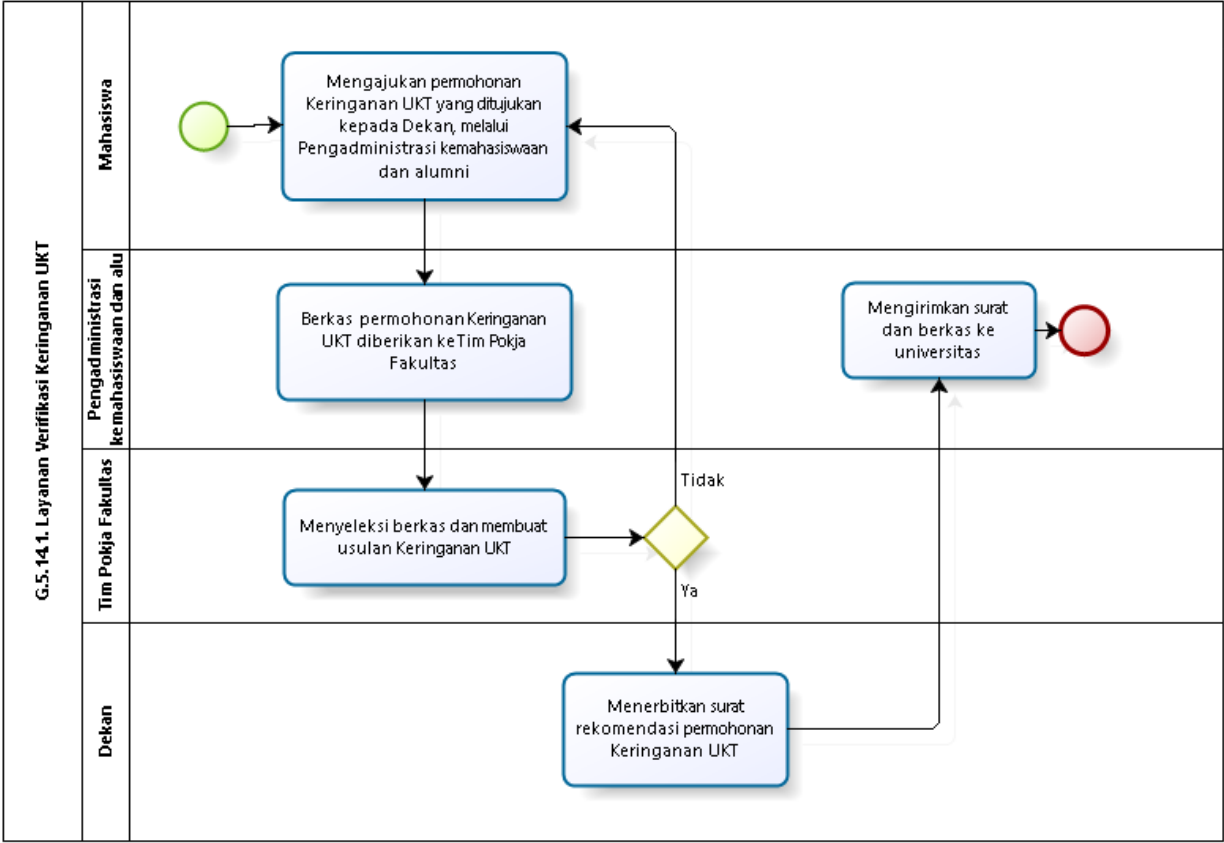 G.5.14.1. Layanan Verifikasi Keringanan UKT
Mahasiswa
Mengajukan permohonan
Keringanan UKT yang ditujukan
kepada Dekan, melalui
Pengadministrasi kemahasiswaan
dan alumni
Pengadministrasi
kemahasiswaan dan alu
Berkas permohonan Keringanan
UKT diberikan ke Tim Pokja
Fakultas
Mengirimkan surat
dan berkas ke
universitas
Tim Pokja Fakultas
Menyeleksi berkas dan membuat
usulan Keringanan UKT
Tidak
Ya
Dekan
Menerbitkan surat
rekomendasi permohonan
Keringanan UKT